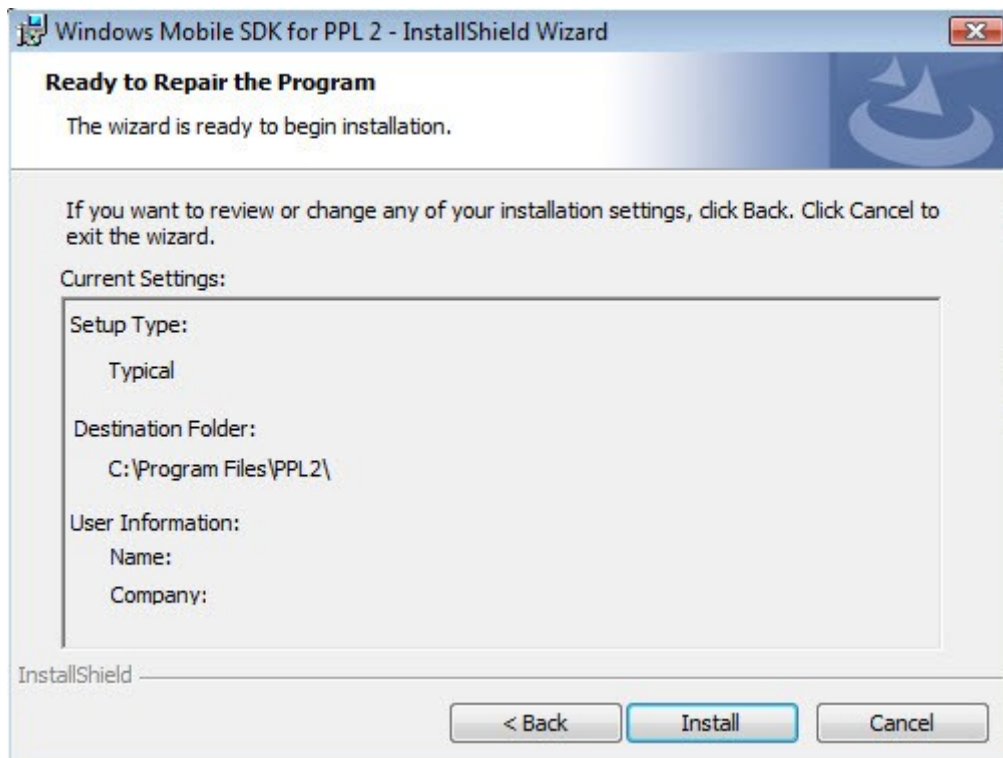 Windows Mobile SDK for PPL 2 - InstallShield Wizard
Ready to Repair the Program
The wizard is ready to begin installation.
If you want to review or change any of your installation settings, click Back. Click Cancel to
exit the wizard.
Current Settings:
Setup Type:
Typical
Destination Folder:
C:\Program Files\PPL2\
User Information:
Name:
Company:
InstallShield
< Back
Install
Cancel